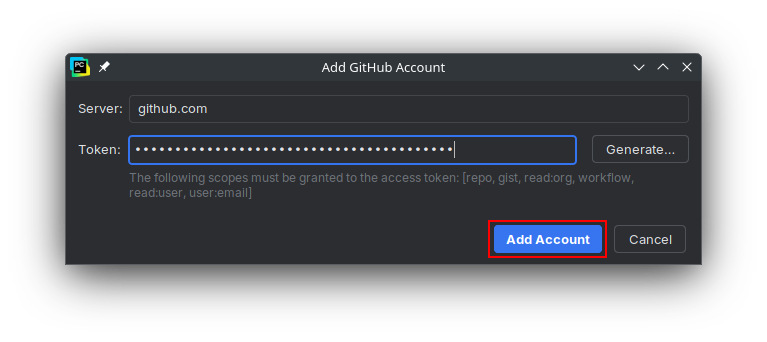 PC
Add GitHub Account
Server: github.com
Token: ••••••••••••••••••••••••••••••••••••••••
Generate...
The following scopes must be granted to the access token: [repo, gist, read:org, workflow,
read:user, user:email]
Add Account
Cancel